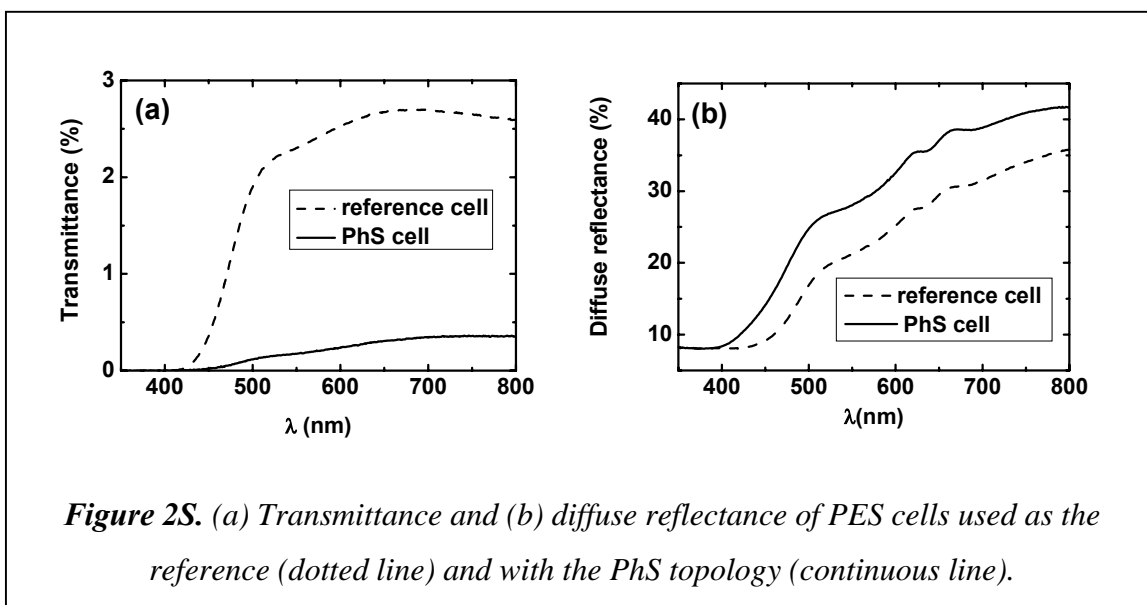 (a)
Transmittance (%)
3
2
1
0
reference cell
PhS cell
400 500 600 700 800
λ (nm)
(b)
Diffuse reflectance (%)
40
30
20
10
reference cell
PhS cell
400 500 600 700 800
λ(nm)
Figure 2S. (a) Transmittance and (b) diffuse reflectance of PES cells used as the
reference (dotted line) and with the PhS topology (continuous line).